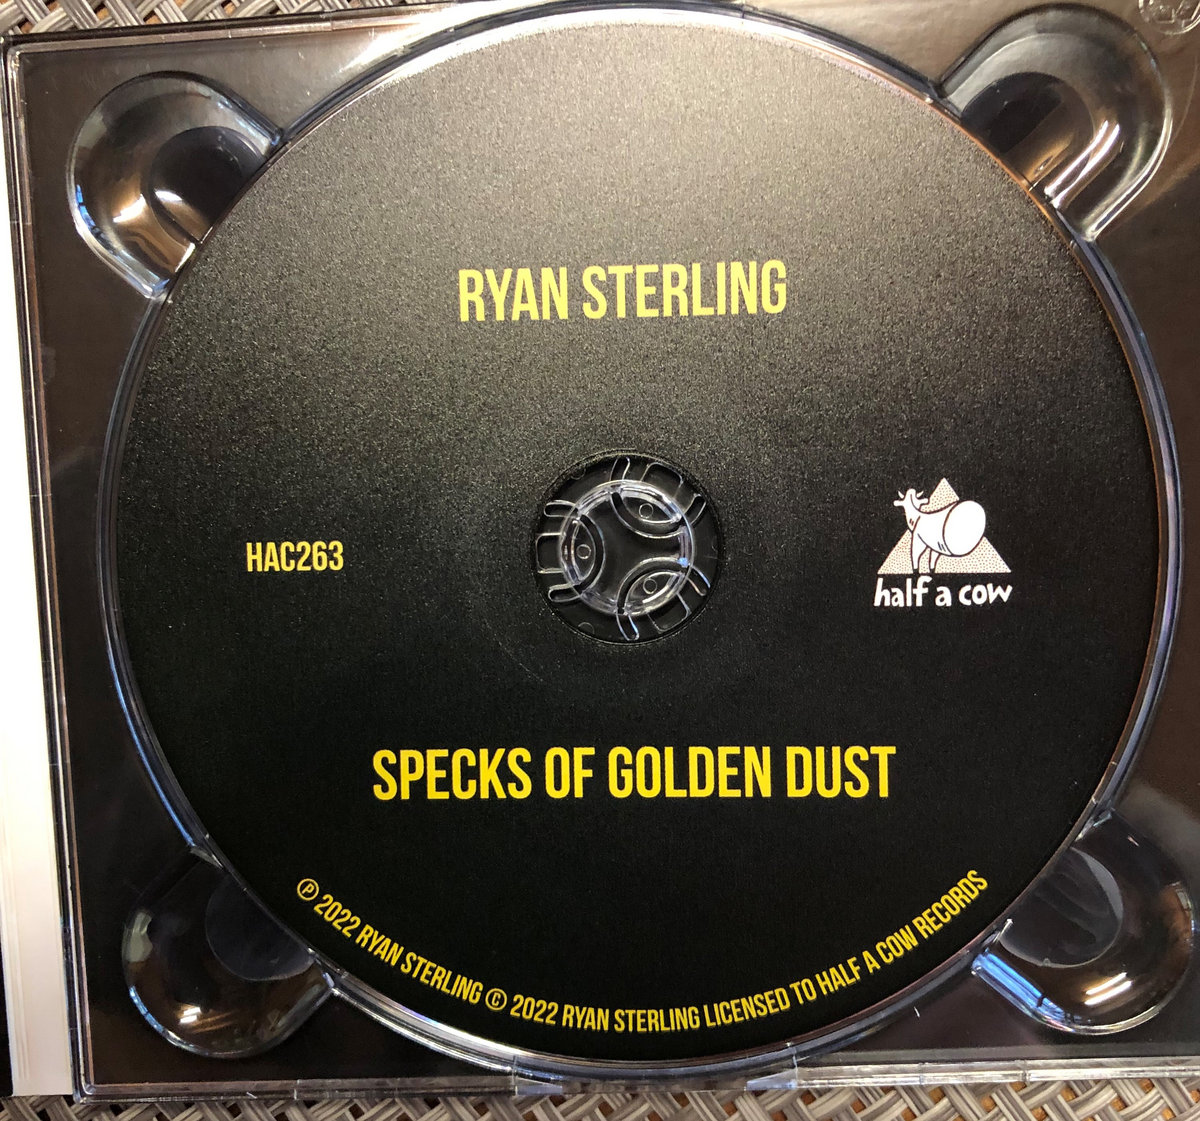 RYAN STERLING
HAC263
half a cow
SPECKS OF GOLDEN DUST
℗ 2022 RYAN STERLING © 2022 RYAN STERLING LICENSED TO HALF A COW RECORDS